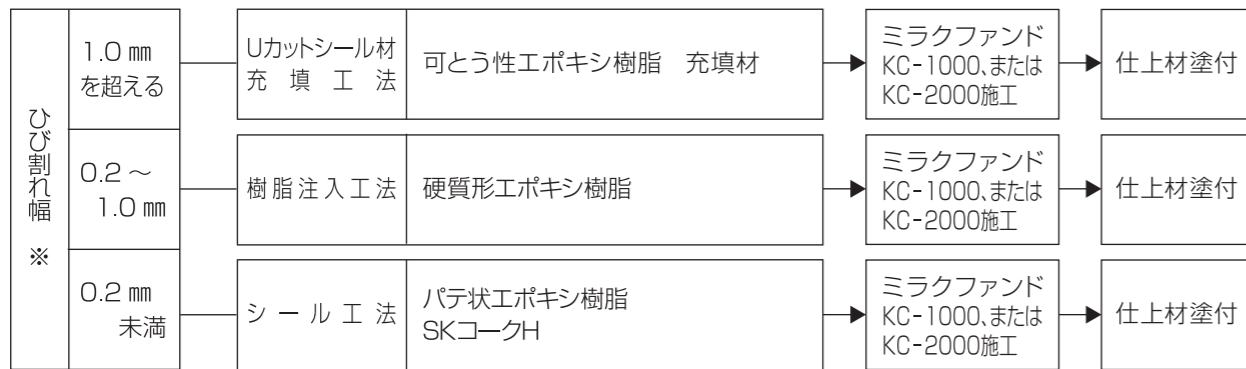 ひび割れ幅 ※
1.0 ㎜
を超える
Uカットシール材
充填工法
可とう性エポキシ樹脂 充填材
ミラクファンド
KC-1000、または
KC-2000施工
仕上材塗付
0.2 ～
1.0 ㎜
樹脂注入工法
硬質形エポキシ樹脂
ミラクファンド
KC-1000、または
KC-2000施工
仕上材塗付
0.2 ㎜
未満
シール工法
パテ状エポキシ樹脂
SKコークH
ミラクファンド
KC-1000、または
KC-2000施工
仕上材塗付